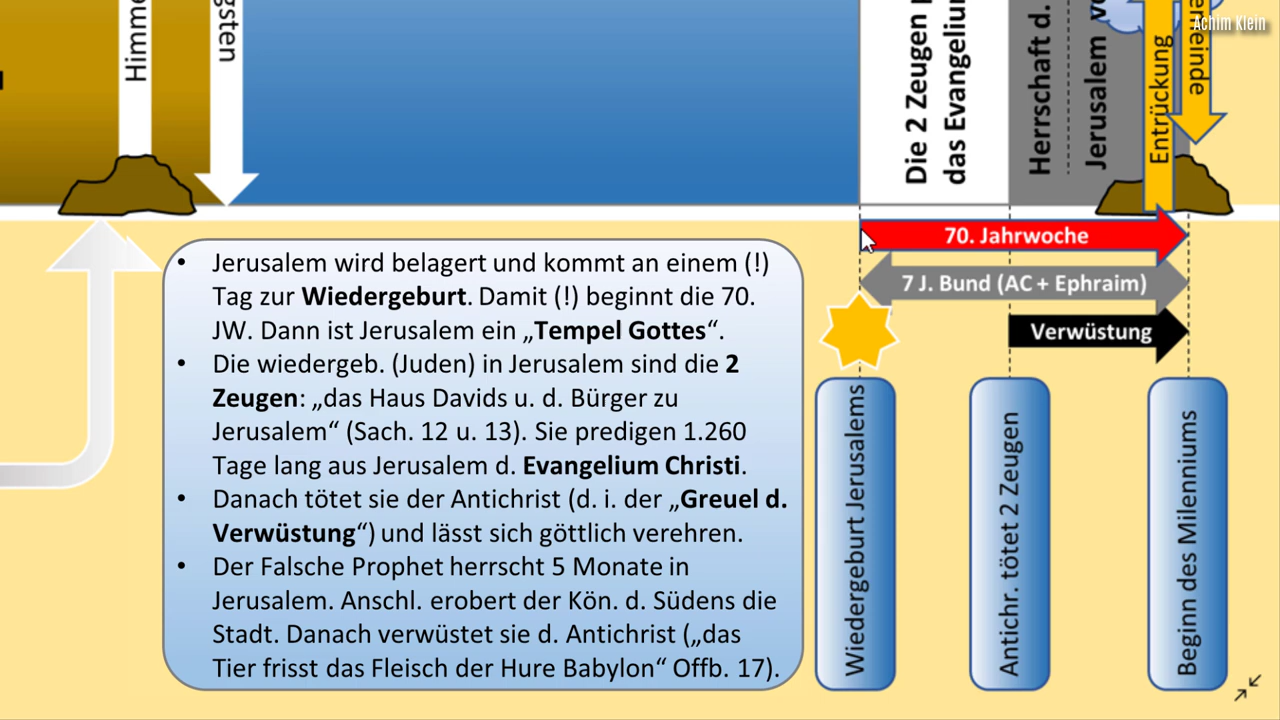 Achim Klein
Himme
gsten
Die 2 Zeugen
das Evangeliun
Herrschaft d.
Jerusalem
Entrückung
emeinde
70. Jahrwoche
7 J. Bund (AC + Ephraim)
Verwüstung
• Jerusalem wird belagert und kommt an einem (!)
Tag zur Wiedergeburt. Damit (!) beginnt die 70.
JW. Dann ist Jerusalem ein „Tempel Gottes“.
• Die wiedergeb. (Juden) in Jerusalem sind die 2
Zeugen: „das Haus Davids u. d. Bürger zu
Jerusalem“ (Sach. 12 u. 13). Sie predigen 1.260
Tage lang aus Jerusalem d. Evangelium Christi.
• Danach tötet sie der Antichrist (d. i. der „Greuel d.
Verwüstung“) und lässt sich göttlich verehren.
• Der Falsche Prophet herrscht 5 Monate in
Jerusalem. Anschl. erobert der Kön. d. Südens die
Stadt. Danach verwüstet sie d. Antichrist („das
Tier frisst das Fleisch der Hure Babylon“ Offb. 17).
Wiedergeburt Jerusalems
Antichr. tötet 2 Zeugen
Beginn des Milenniums